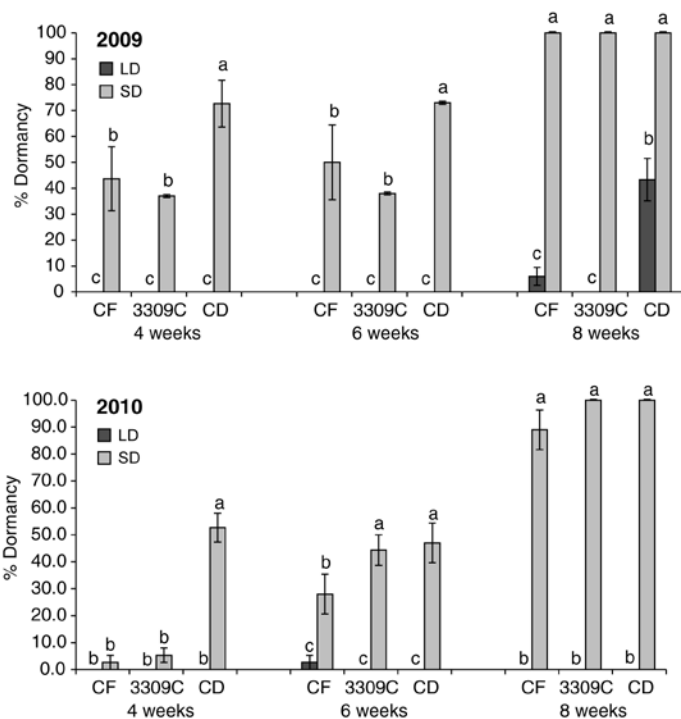 2009
LD
SD
% Dormancy
100
90
80
70
60
50
40
30
20
10
0
c b c b c a
c b c b c a
c a c a b a
CF 3309C CD CF 3309C CD CF 3309C CD
4 weeks 6 weeks 8 weeks
2010
LD
SD
% Dormancy
100.0
90.0
80.0
70.0
60.0
50.0
40.0
30.0
20.0
10.0
0.0
b b b b b a
c b c a c a
b a b a b a
CF 3309C CD CF 3309C CD CF 3309C CD
4 weeks 6 weeks 8 weeks